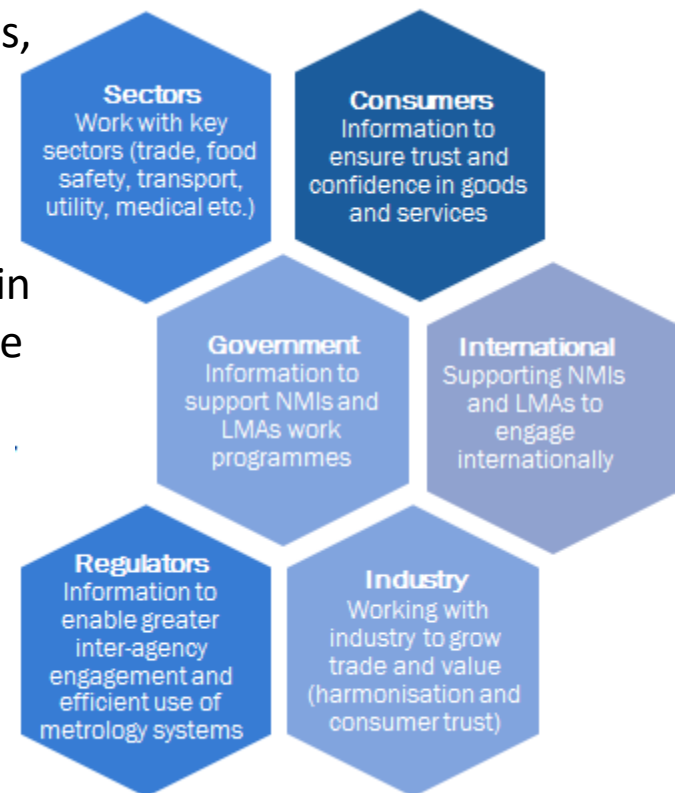 s,
Sectors
Work with key
sectors (trade, food
safety, transport,
utility, medical etc.)
Consumers
Information to
ensure trust and
confidence in goods
and services
in
e
Government
Information to
support NMIs and
LMAs work
programmes
International
Supporting NMIs
and LMAs to
engage
internationally
Regulators
Information to
enable greater
inter-agency
engagement and
efficient use of
metrology systems
Industry
Working with
industry to grow
trade and value
(harmonisation and
consumer trust)